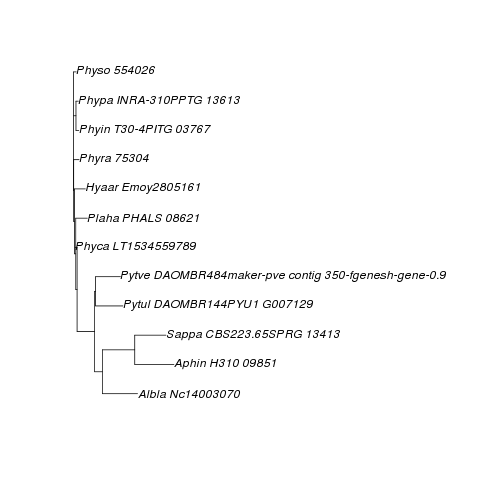 Physo 554026
Phypa INRA-310PPTG 13613
Phyin T30-4PITG 03767
Phyra 75304
Hyaar Emoy2805161
Plaha PHALS 08621
Phyca LT1534559789
Pytve DAOMBR484maker-pve contig 350-fgenesh-gene-0.9
Pytul DAOMBR144PYU1 G007129
Sappa CBS223.65SPRG 13413
Aphin H310 09851
Albla Nc14003070